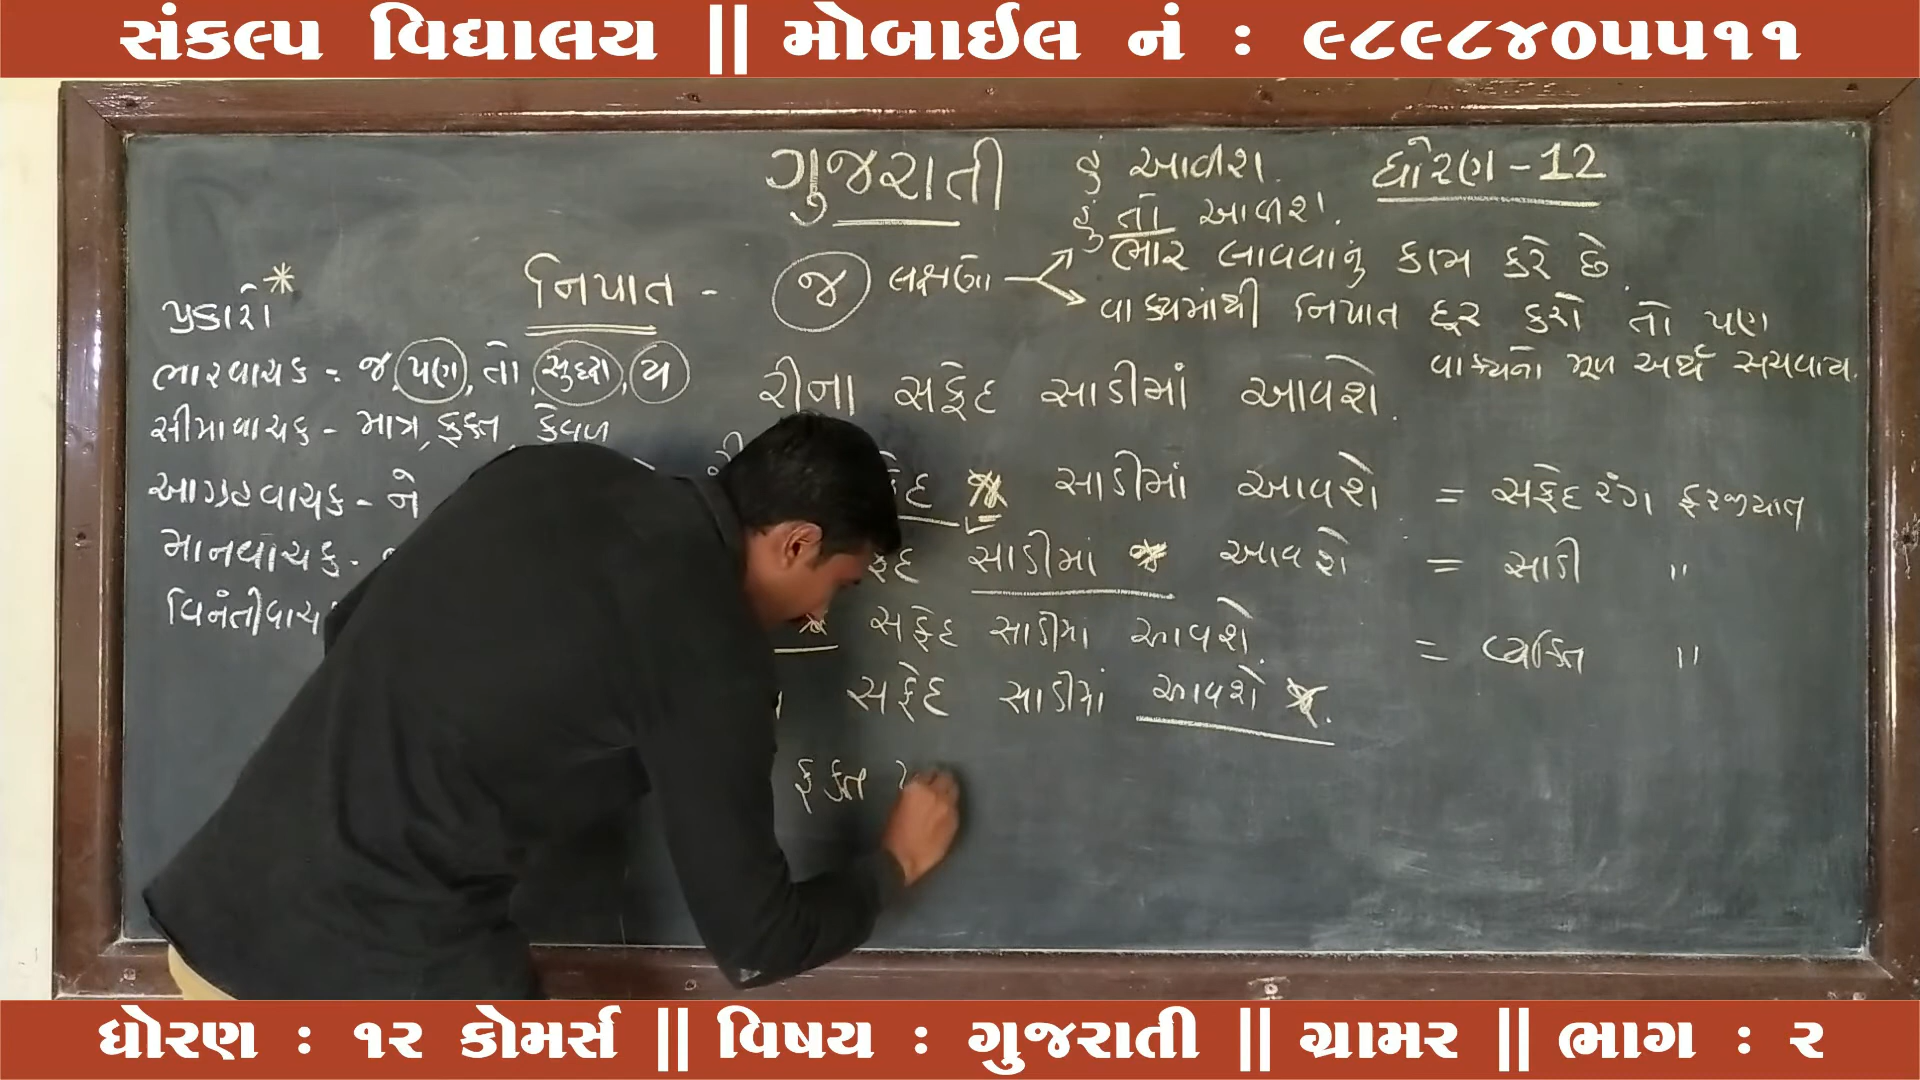 સંકલ્પ વિદ્યાલય || મોબાઈલ નં : ૯૮૯૮૪૦૫૫૧૧
ગુજરાતી
હું આવીશ.
ધોરણ - 12
હું તો આવીશ.
નિપાત -
જ
લક્ષણો
ભાર લાવવાનું કામ કરે છે.
વાક્યમાંથી નિપાત દૂર કરો તો પણ
વાક્યનો મૂળ અર્થ સચવાય.
પ્રકારો *
ભારવાચક - જ, પણ, તો, સુધ્ધા, ય
સીમાવાચક - માત્ર, ફક્ત, કેવળ
આગ્રહવાચક - ને
માનવાચક -
વિનંતીવાચ
રીના સફેદ સાડીમાં આવશે.
સાડીમાં આવશે = સફેદ રંગ ફરજીયાત
સાડીમાં આવશે = સાડી "
સફેદ સાડીમાં આવશે. = વ્યક્તિ "
સફેદ સાડીમાં આવશે
ફક્ત
ધોરણ : ૧૨ કોમર્સ || વિષય : ગુજરાતી || ગ્રામર || ભાગ : ૨